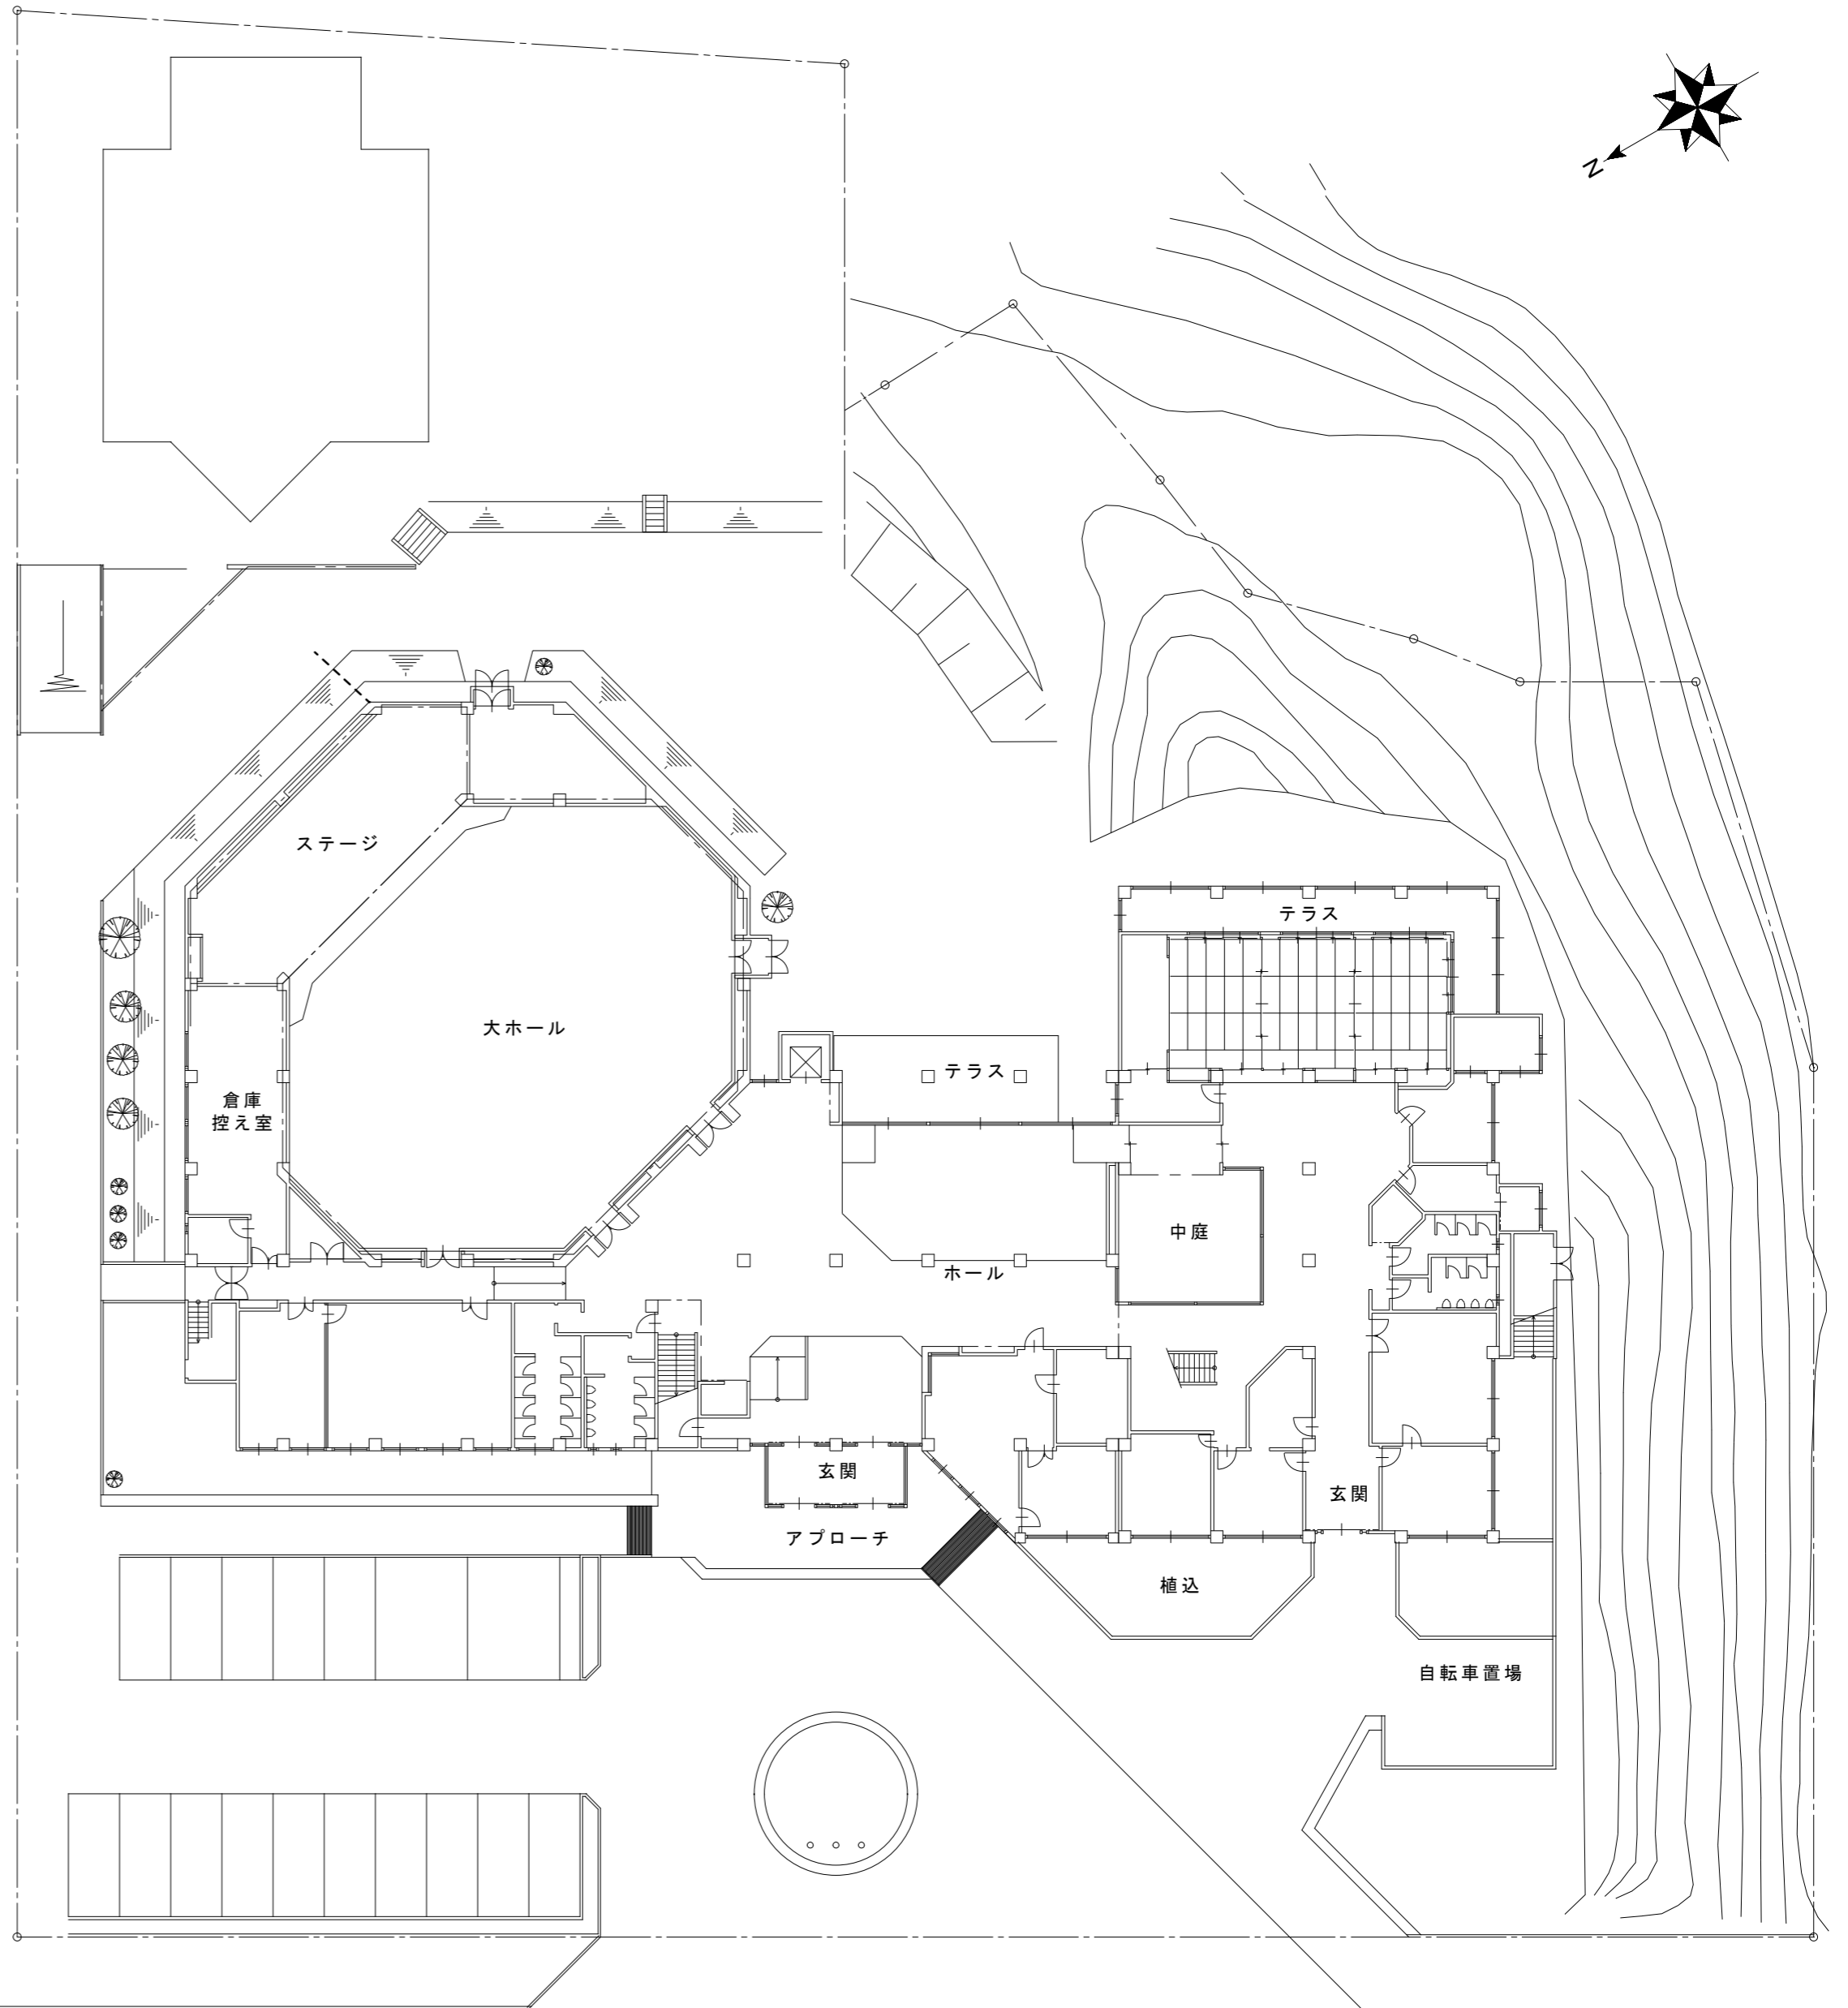 N
ステージ
テラス
大ホール
テラス
倉庫
控え室
中庭
ホール
玄関
玄関
アプローチ
植込
自転車置場